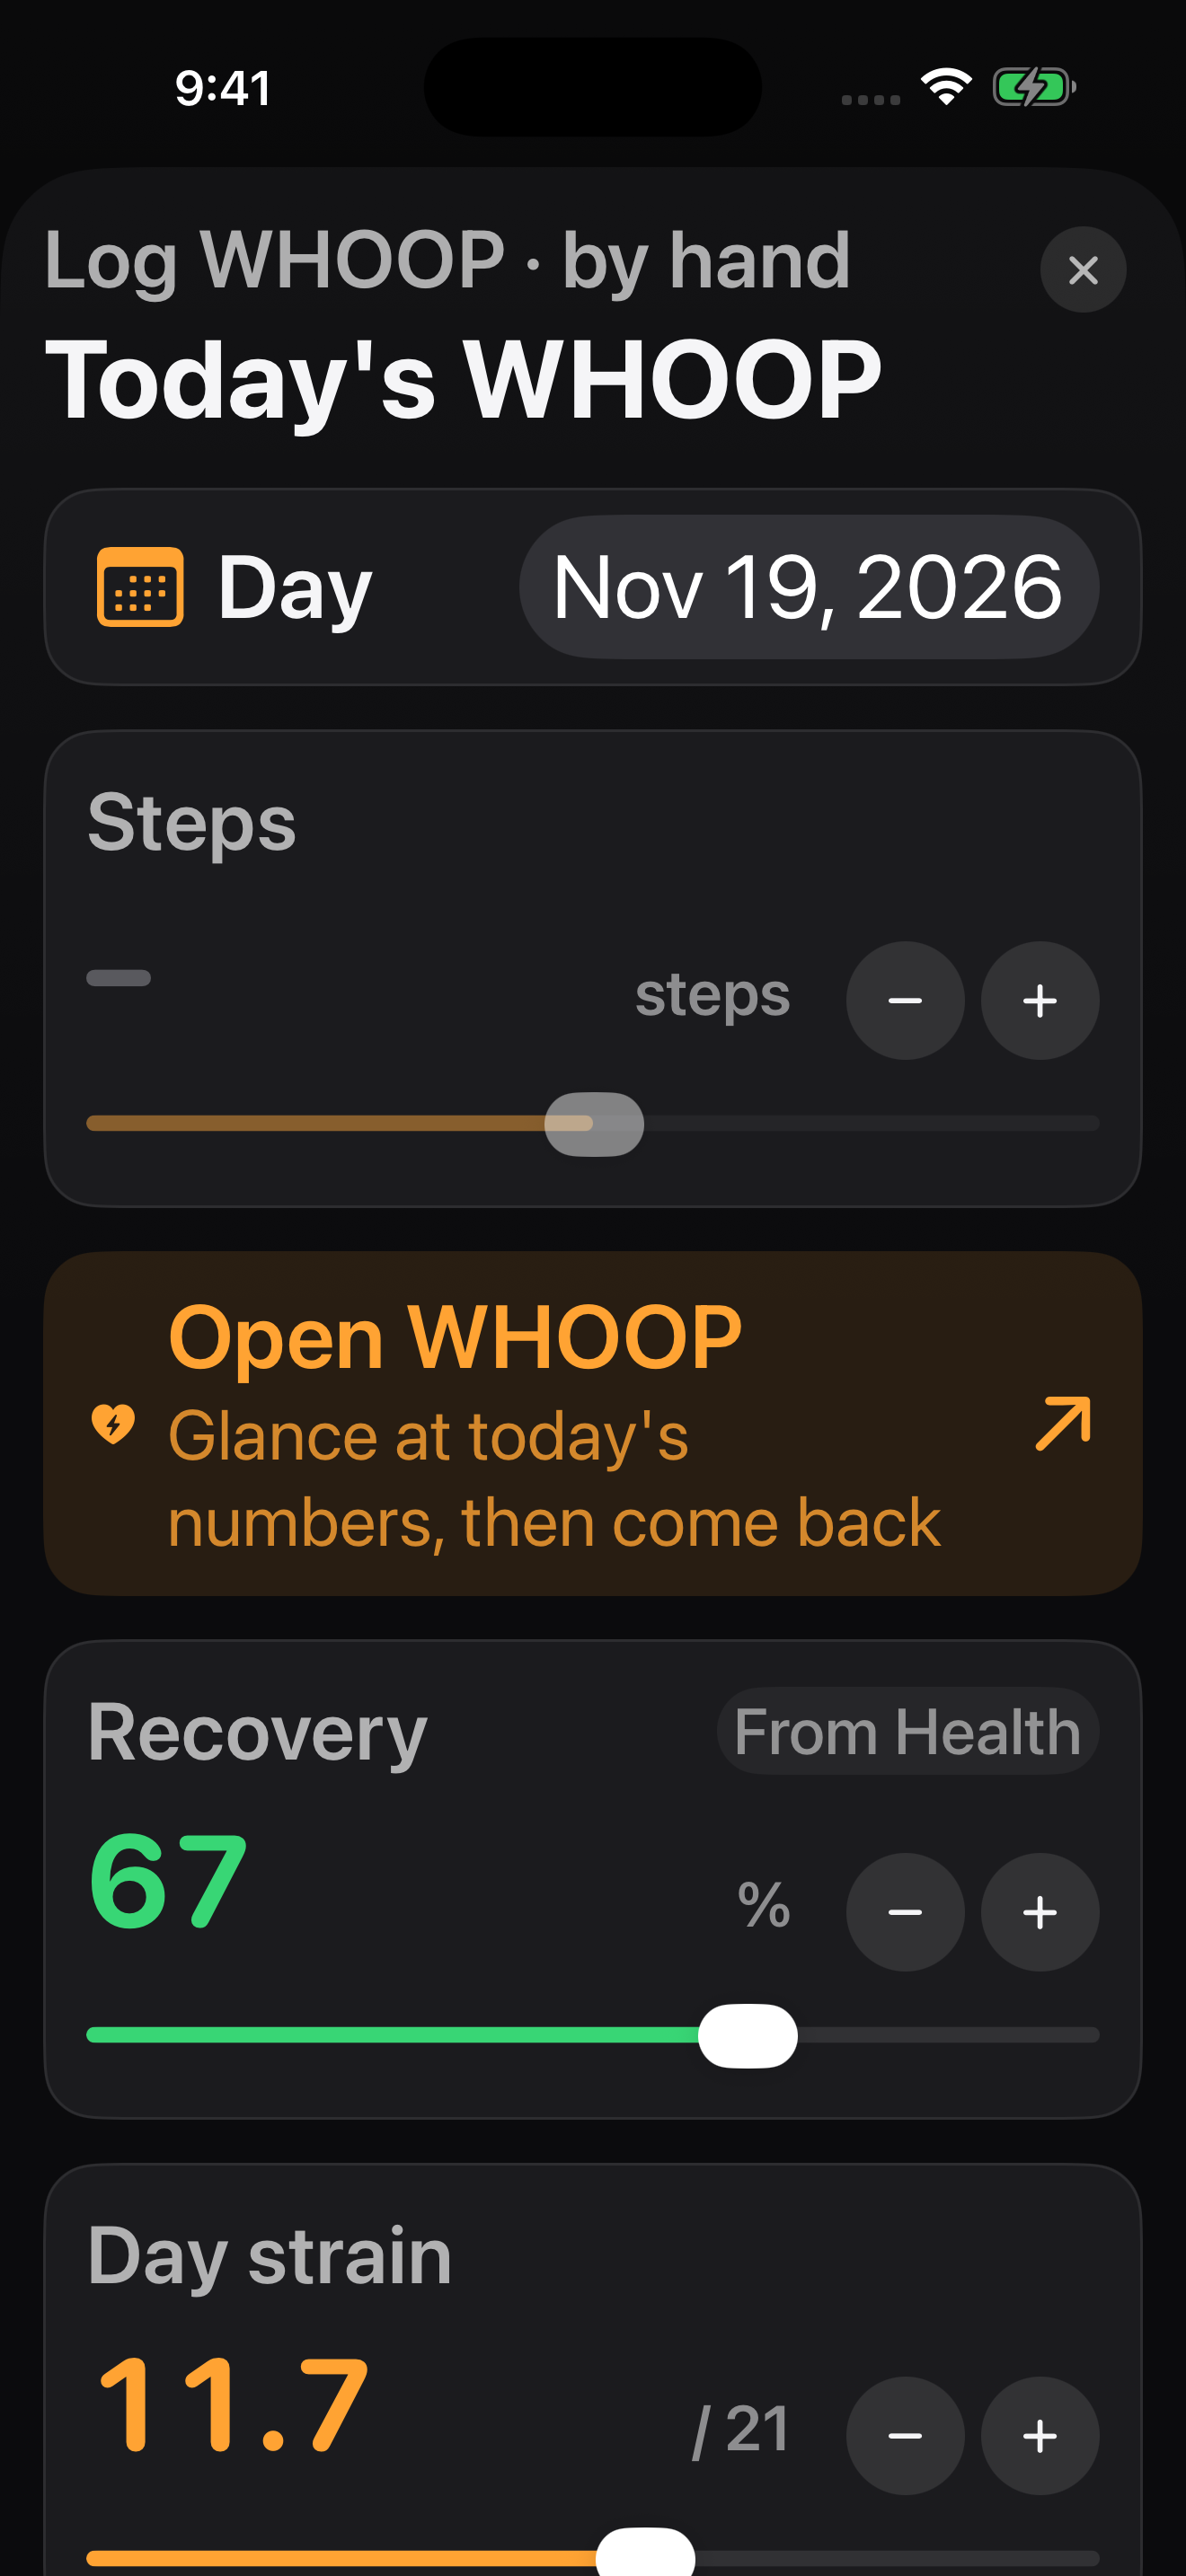 9:41
Log WHOOP · by hand
Today's WHOOP
Day
Nov 19, 2026
Steps
—
steps
−
+
Open WHOOP
Glance at today's
numbers, then come back
Recovery
From Health
67
%
−
+
Day strain
11.7
/ 21
−
+